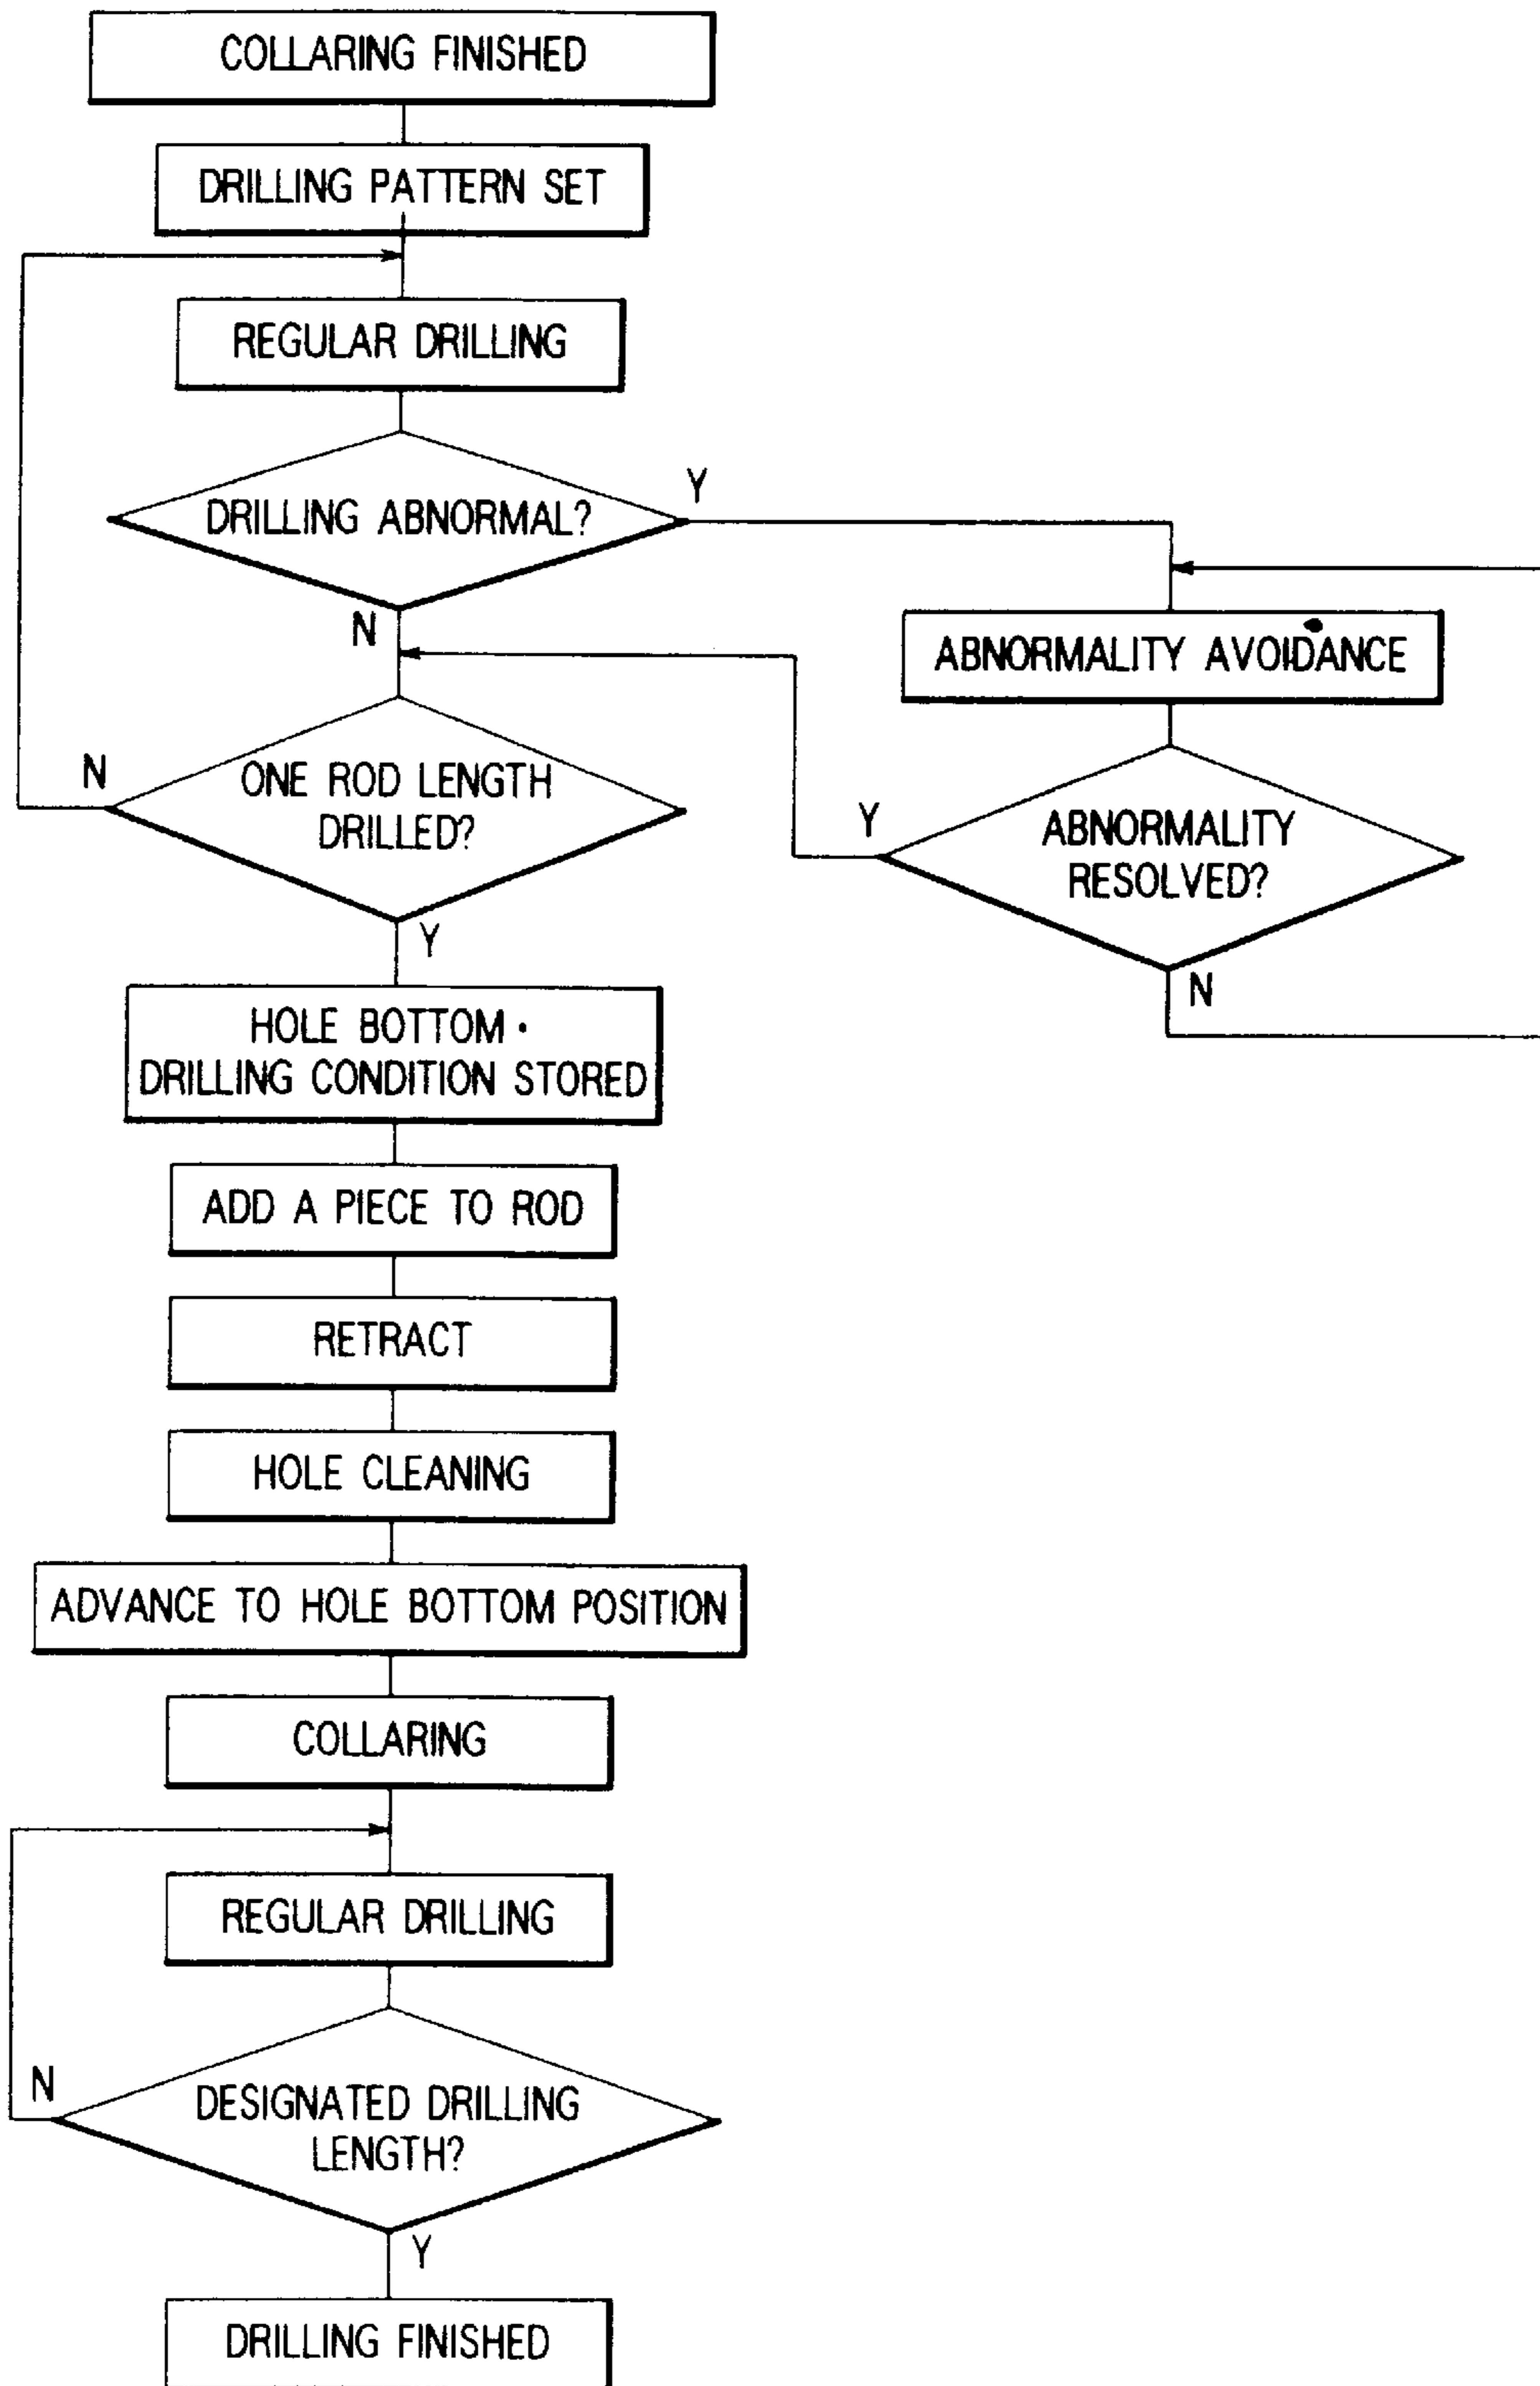 COLLARING FINISHED
DRILLING PATTERN SET
REGULAR DRILLING
DRILLING ABNORMAL?
Y
N
ABNORMALITY AVOIDANCE
ONE ROD LENGTH
DRILLED?
N
Y
ABNORMALITY
RESOLVED?
Y
N
HOLE BOTTOM ·
DRILLING CONDITION STORED
ADD A PIECE TO ROD
RETRACT
HOLE CLEANING
ADVANCE TO HOLE BOTTOM POSITION
COLLARING
REGULAR DRILLING
N
DESIGNATED DRILLING
LENGTH?
Y
DRILLING FINISHED